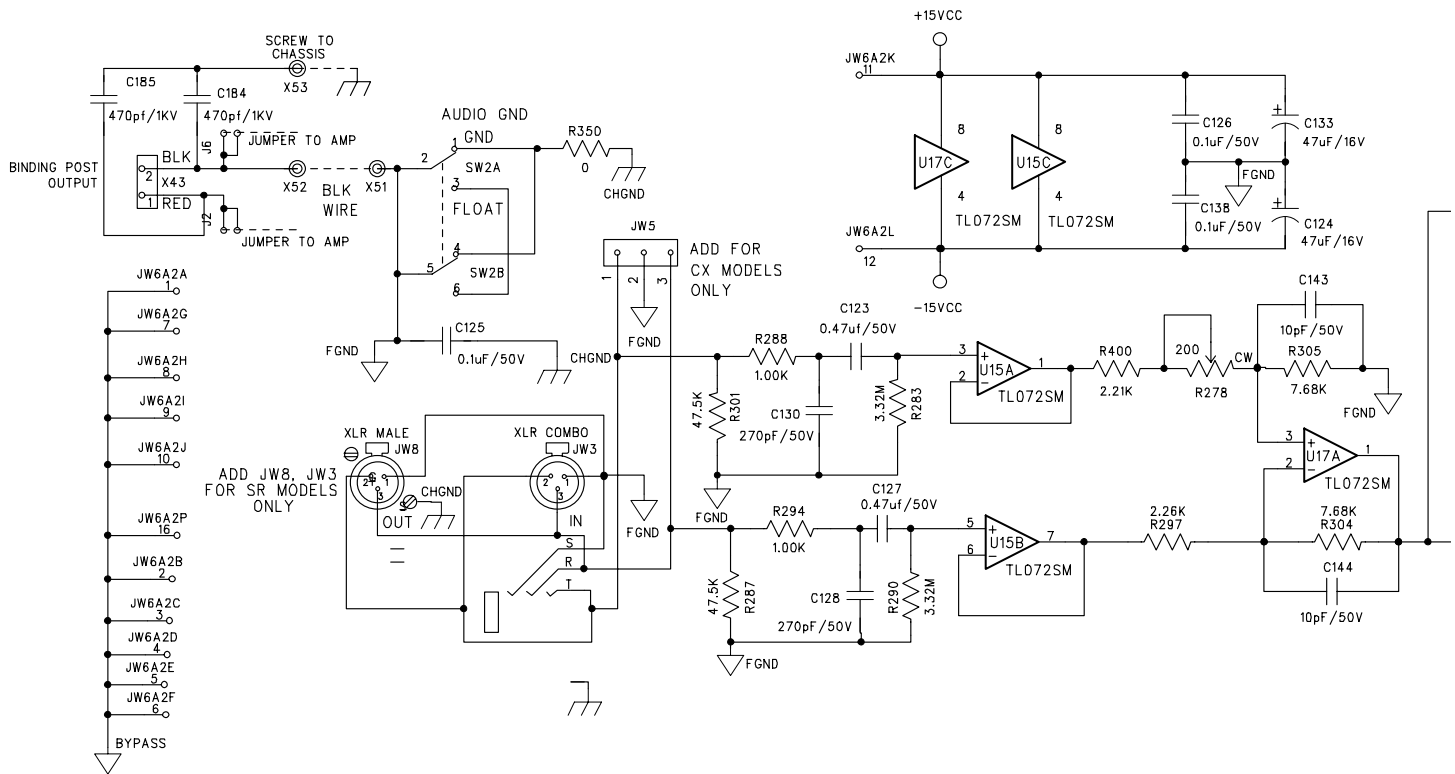 SCREW TO
CHASSIS
X53
C185
470pf/1KV
C184
470pf/1KV
J6
JUMPER TO AMP
BINDING POST
OUTPUT
BLK
2
X43
1
RED
J2
JUMPER TO AMP
X52
BLK
WIRE
X51
AUDIO GND
GND
1
2
SW2A
3
FLOAT
4
5
SW2B
6
R350
0
CHGND
FGND
C125
0.1uF/50V
+15VCC
JW6A2K
11
8
U17C
4
TL072SM
8
U15C
4
TL072SM
C126
0.1uF/50V
C133
47uF/16V
FGND
C138
0.1uF/50V
C124
47uF/16V
JW6A2L
12
-15VCC
JW5
1
2
3
FGND
ADD FOR
CX MODELS
ONLY
JW6A2A
1
JW6A2G
7
JW6A2H
8
JW6A2I
9
JW6A2J
10
JW6A2P
16
JW6A2B
2
JW6A2C
3
JW6A2D
4
JW6A2E
5
JW6A2F
6
BYPASS
CHGND
R288
1.00K
47.5K
R301
C123
0.47uf/50V
C130
270pF/50V
3.32M
R283
FGND
3
+
2
-
U15A
1
TL072SM
R400
2.21K
200
CW
R278
C143
10pF/50V
R305
7.68K
FGND
3
+
2
-
U17A
1
TL072SM
XLR MALE
JW8
2
1
3
ADD JW8, JW3
FOR SR MODELS
ONLY
CHGND
OUT
XLR COMBO
JW3
2
1
3
IN
S
R
T
FGND
R294
1.00K
47.5K
R287
C127
0.47uf/50V
C128
270pF/50V
R290
3.32M
FGND
5
+
6
-
U15B
7
TL072SM
2.26K
R297
7.68K
R304
C144
10pF/50V